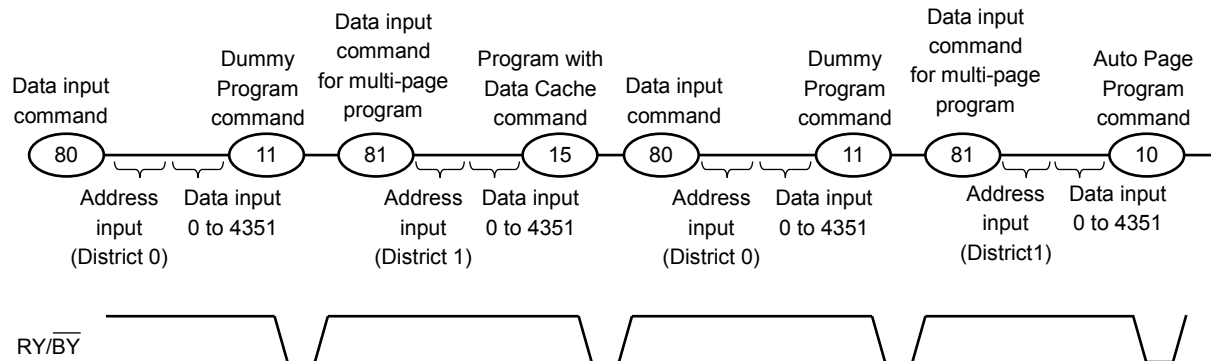 Data input
command
Dummy
Program
command
Data input
command
for multi-page
program
Program with
Data Cache
command
Data input
command
Dummy
Program
command
Data input
command
for multi-page
program
Auto Page
Program
command
80
11
81
15
80
11
81
10
Address
input
(District 0)
Data input
0 to 4351
Address
input
(District 1)
Data input
0 to 4351
Address
input
(District 0)
Data input
0 to 4351
Address
input
(District1)
Data input
0 to 4351
RY/B̅Y̅